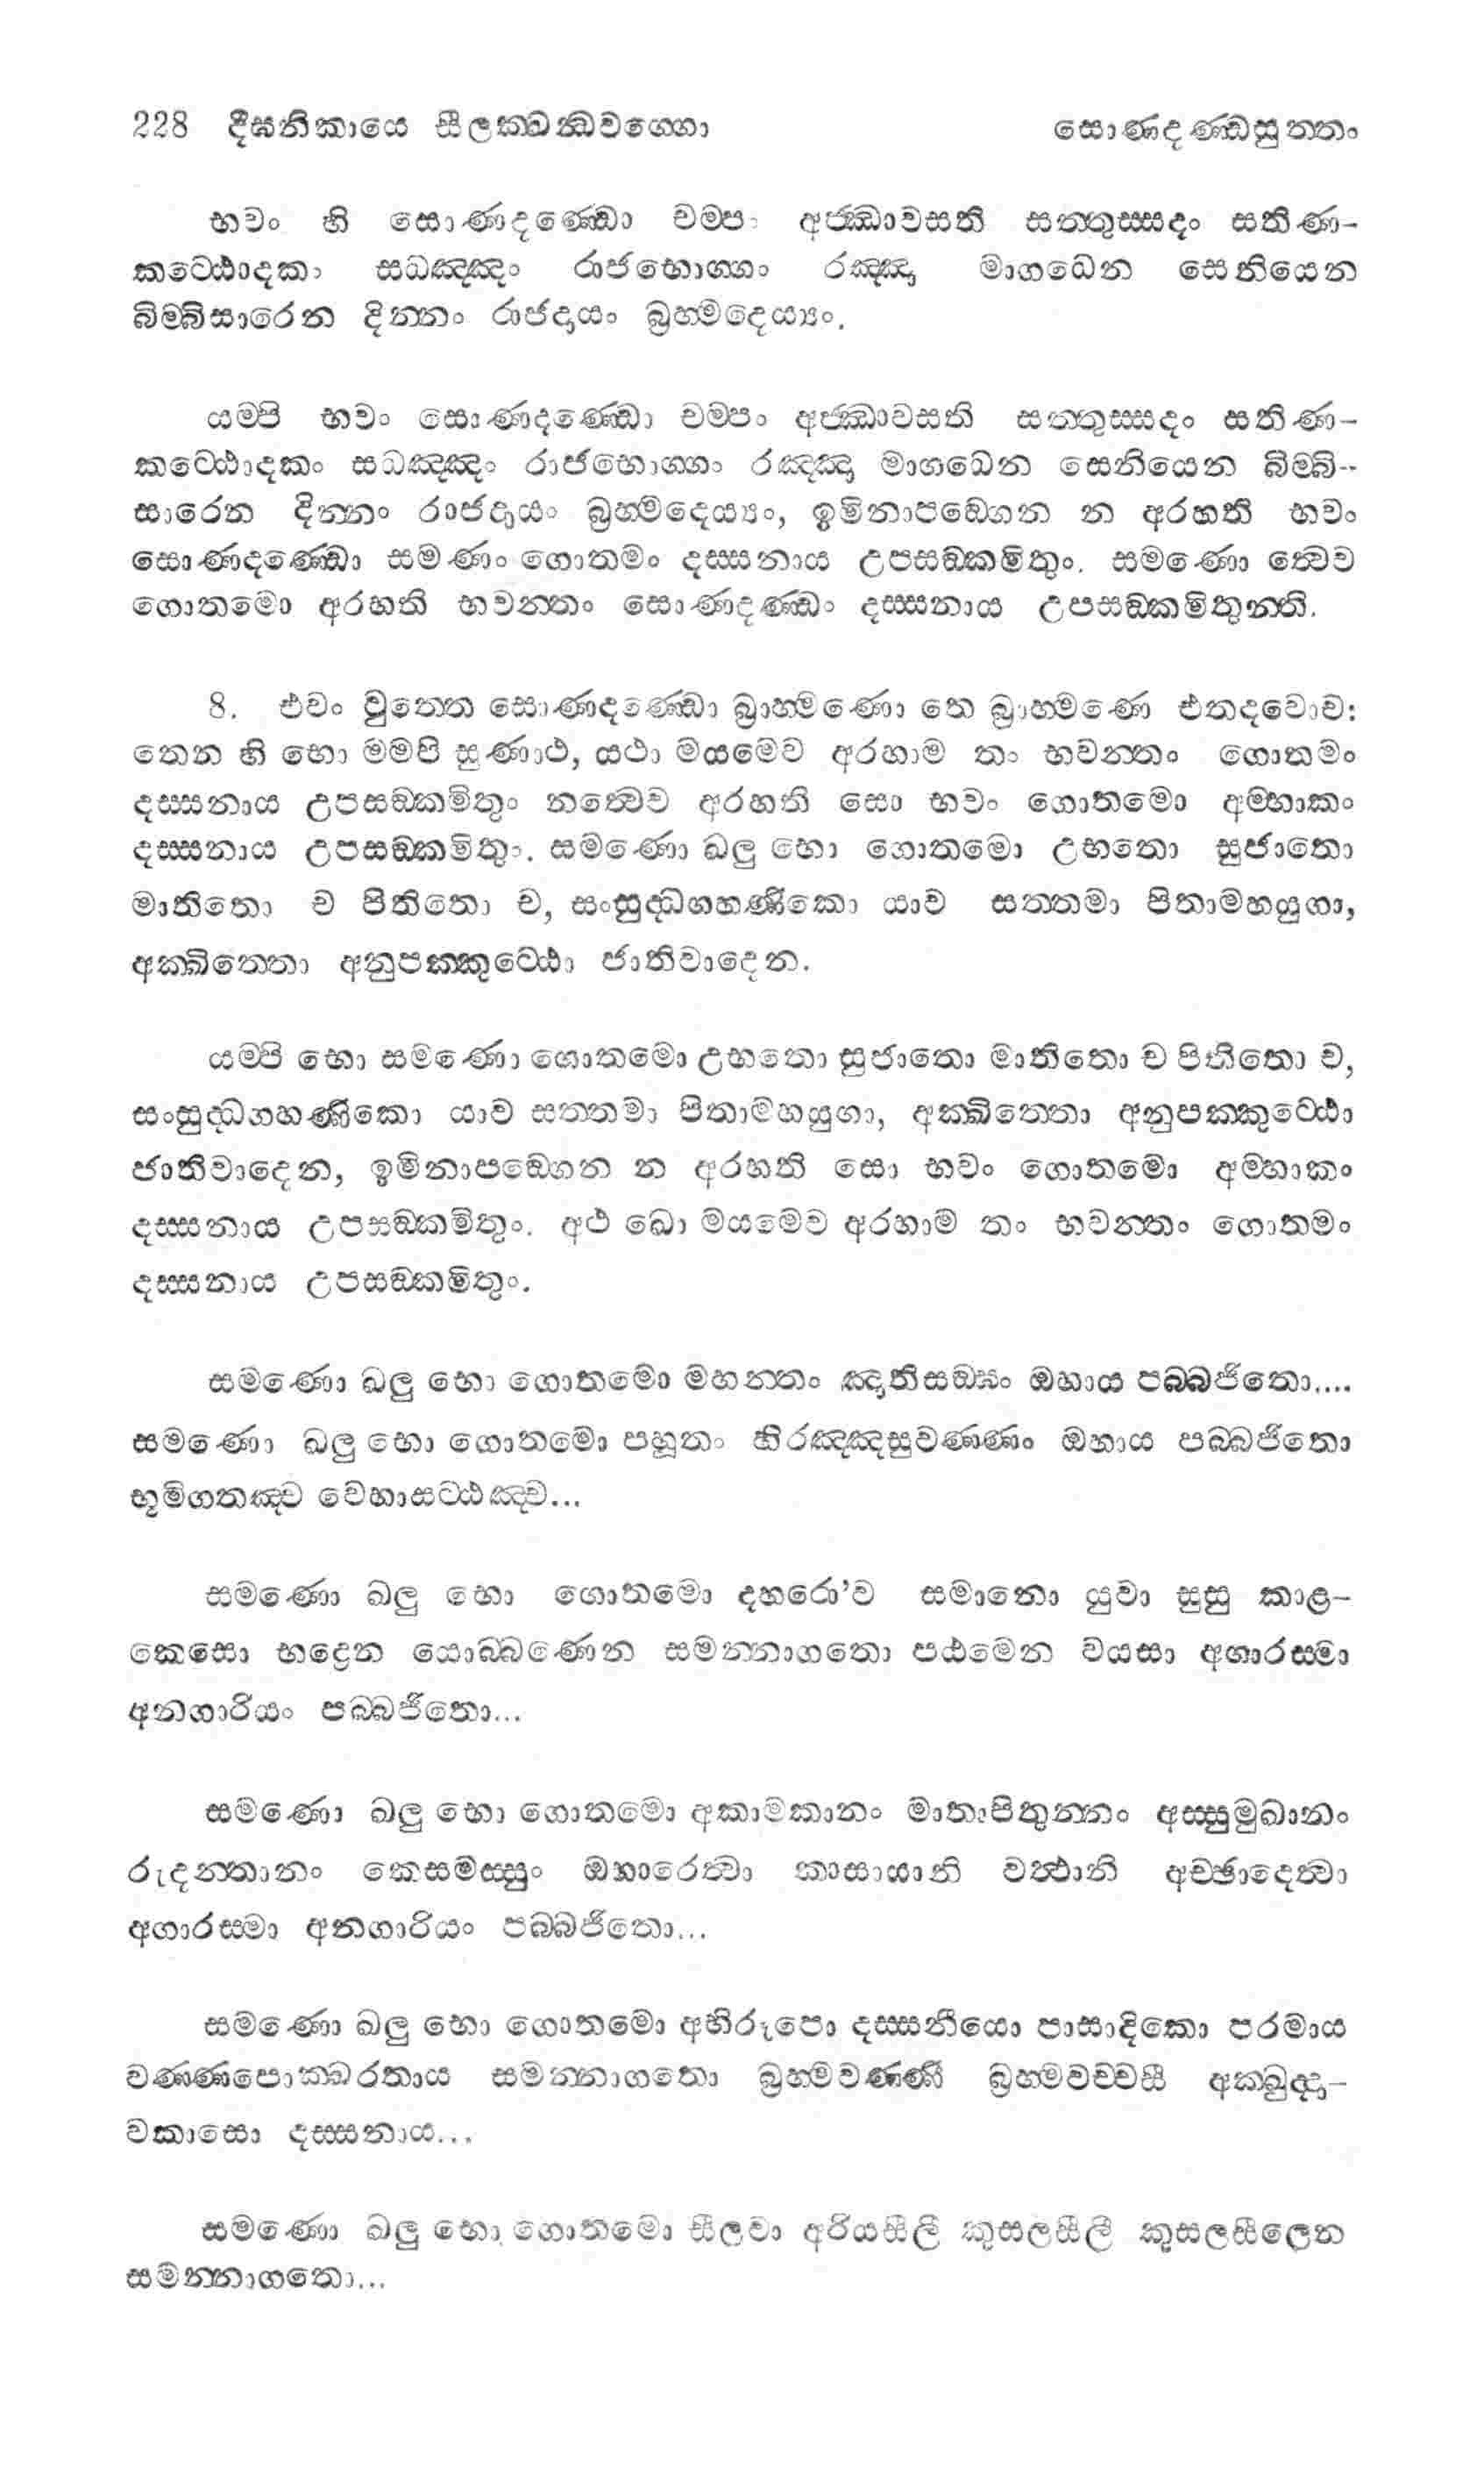 228 දීඝනිකායෙ සීලක්ඛන්ධවග්ගො සොණදණ්ඩසුත්තං
භවං හි සොණදණ්ඩො චම්පං අජ්ඣාවසති සත්තුස්සදං සතිණ-
කට්ඨොදකං සධඤ්ඤං රාජභොග්ගං රඤ්ඤා මාගධෙන සෙනියෙන
බිම්බිසාරෙන දින්නං රාජදායං බ්‍රහ්මදෙය්‍යං.
යම්පි භවං සොණදණ්ඩො චම්පං අජ්ඣාවසති සත්තුස්සදං සතිණ-
කට්ඨොදකං සධඤ්ඤං රාජභොග්ගං රඤ්ඤා මාගධෙන සෙනියෙන බිම්බි-
සාරෙන දින්නං රාජදායං බ්‍රහ්මදෙය්‍යං, ඉමිනාපඞ්ගෙන න අරහති භවං
සොණදණ්ඩො සමණං ගොතමං දස්සනාය උපසඞ්කමිතුං. සමණො ත්වෙව
ගොතමො අරහති භවන්තං සොණදණ්ඩං දස්සනාය උපසඞ්කමිතුන්ති.
8. එවං වුත්තෙ සොණදණ්ඩො බ්‍රාහ්මණො තෙ බ්‍රාහ්මණෙ එතදවොච:
තෙන හි භො මමපි සුණාථ, යථා මයමෙව අරහාම තං භවන්තං ගොතමං
දස්සනාය උපසඞ්කමිතුං නත්වෙව අරහති සො භවං ගොතමො අම්හාකං
දස්සනාය උපසඞ්කමිතුං. සමණො ඛලු භො ගොතමො උභතො සුජාතො
මාතිතො ච පිතිතො ච, සංසුද්ධගහණිකො යාව සත්තමා පිතාමහයුගා,
අක්ඛිත්තො අනුපක්කුට්ඨො ජාතිවාදෙන.
යම්පි භො සමණො ගොතමො උභතො සුජාතො මාතිතො ච පිතිතො ච,
සංසුද්ධගහණිකො යාව සත්තමා පිතාමහයුගා, අක්ඛිත්තො අනුපක්කුට්ඨො
ජාතිවාදෙන, ඉමිනාපඞ්ගෙන න අරහති සො භවං ගොතමො අම්හාකං
දස්සනාය උපසඞ්කමිතුං. අථ ඛො මයමෙව අරහාම තං භවන්තං ගොතමං
දස්සනාය උපසඞ්කමිතුං.
සමණො ඛලු භො ගොතමො මහන්තං ඤාතිසඞ්ඝං ඔහාය පබ්බජිතො....
සමණො ඛලු භො ගොතමො පහූතං හිරඤ්ඤසුවණ්ණං ඔහාය පබ්බජිතො
භූමිගතඤ්ච වෙහාසට්ඨඤ්ච...
සමණො ඛලු භො ගොතමො දහරො'ව සමානො යුවා සුසු කාළ-
කෙසො භද්‍රෙන යොබ්බණෙන සමන්නාගතො පඨමෙන වයසා අගාරස්මා
අනගාරියං පබ්බජිතො...
සමණො ඛලු භො ගොතමො අකාමකානං මාතාපිතුන්නං අස්සුමුඛානං
රුදන්තානං කෙසමස්සුං ඔහාරෙත්වා කාසායානි වත්ථානි අච්ඡාදෙත්වා
අගාරස්මා අනගාරියං පබ්බජිතො...
සමණො ඛලු භො ගොතමො අභිරූපො දස්සනීයො පාසාදිකො පරමාය
වණ්ණපොක්ඛරතාය සමන්නාගතො බ්‍රහ්මවණ්ණී බ්‍රහ්මවච්චසී අක්ඛුද්දා-
වකාසො දස්සනාය...
සමණො ඛලු භො ගොතමො සීලවා අරියසීලී කුසලසීලී කුසලසීලෙන
සමන්නාගතො...